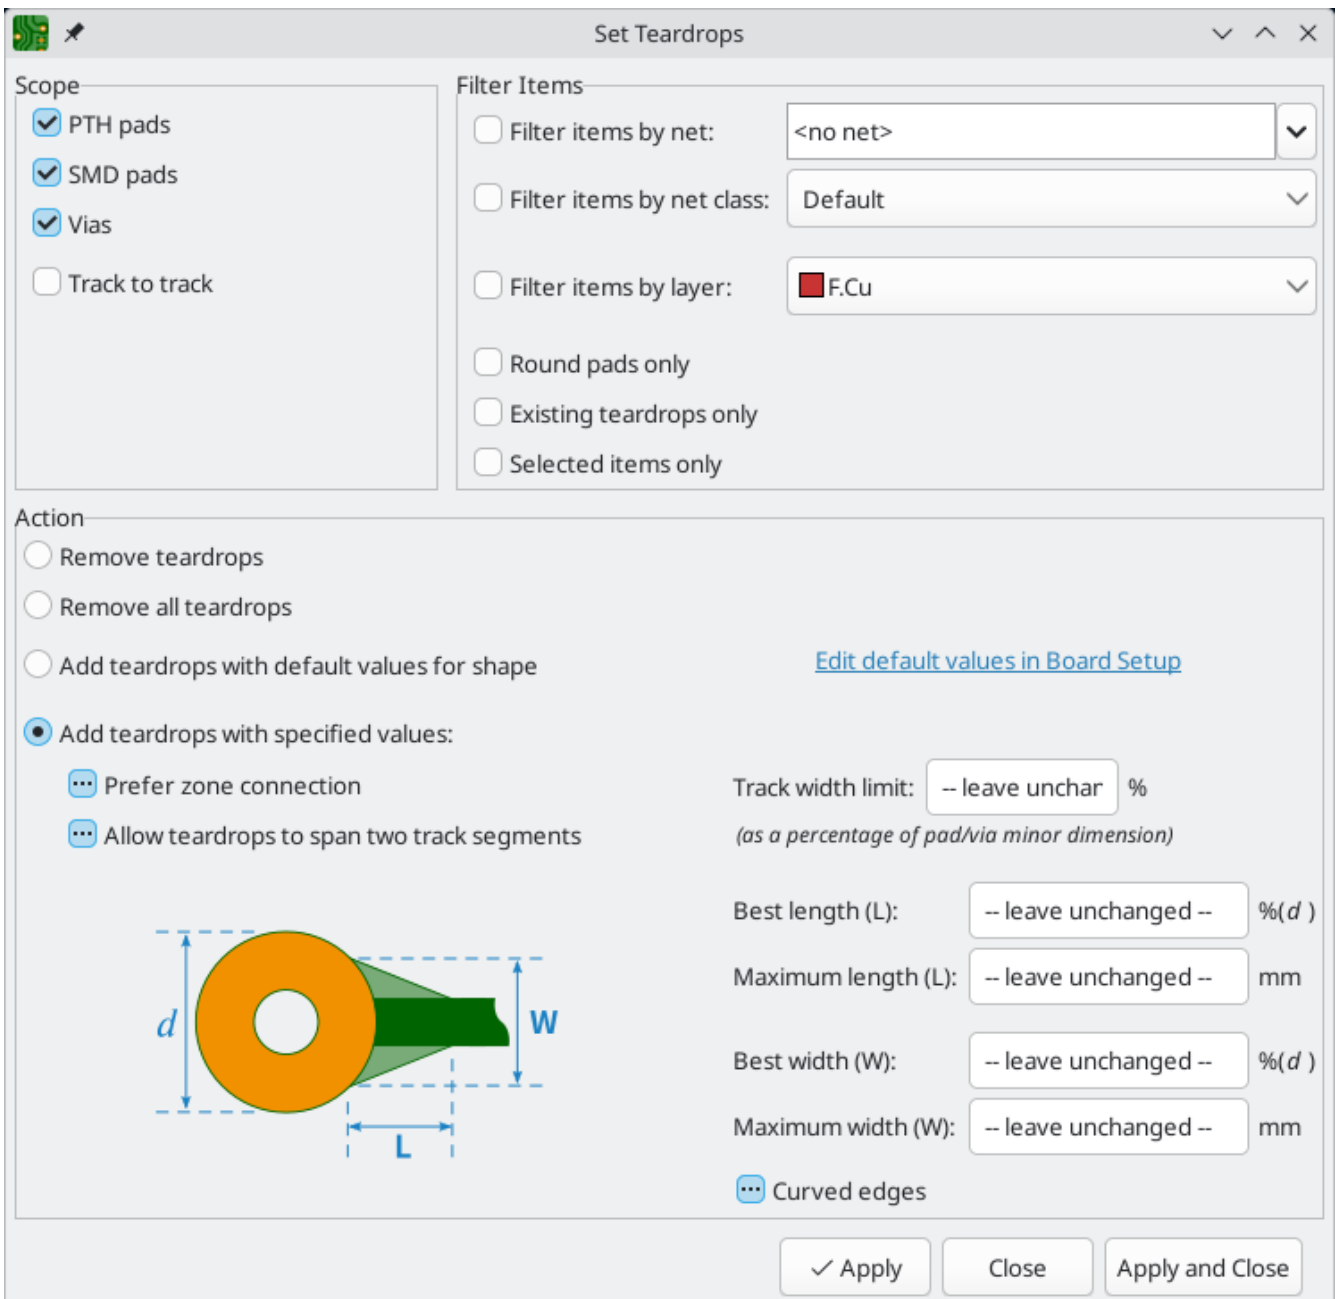 Set Teardrops
Scope
PTH pads
SMD pads
Vias
Track to track
Filter Items
Filter items by net: <no net>
Filter items by net class: Default
Filter items by layer: F.Cu
Round pads only
Existing teardrops only
Selected items only
Action
Remove teardrops
Remove all teardrops
Add teardrops with default values for shape
Edit default values in Board Setup
Add teardrops with specified values:
Prefer zone connection
Allow teardrops to span two track segments
d
W
L
Track width limit: -- leave unchar %
(as a percentage of pad/via minor dimension)
Best length (L): -- leave unchanged -- %(d )
Maximum length (L): -- leave unchanged -- mm
Best width (W): -- leave unchanged -- %(d )
Maximum width (W): -- leave unchanged -- mm
Curved edges
Apply
Close
Apply and Close